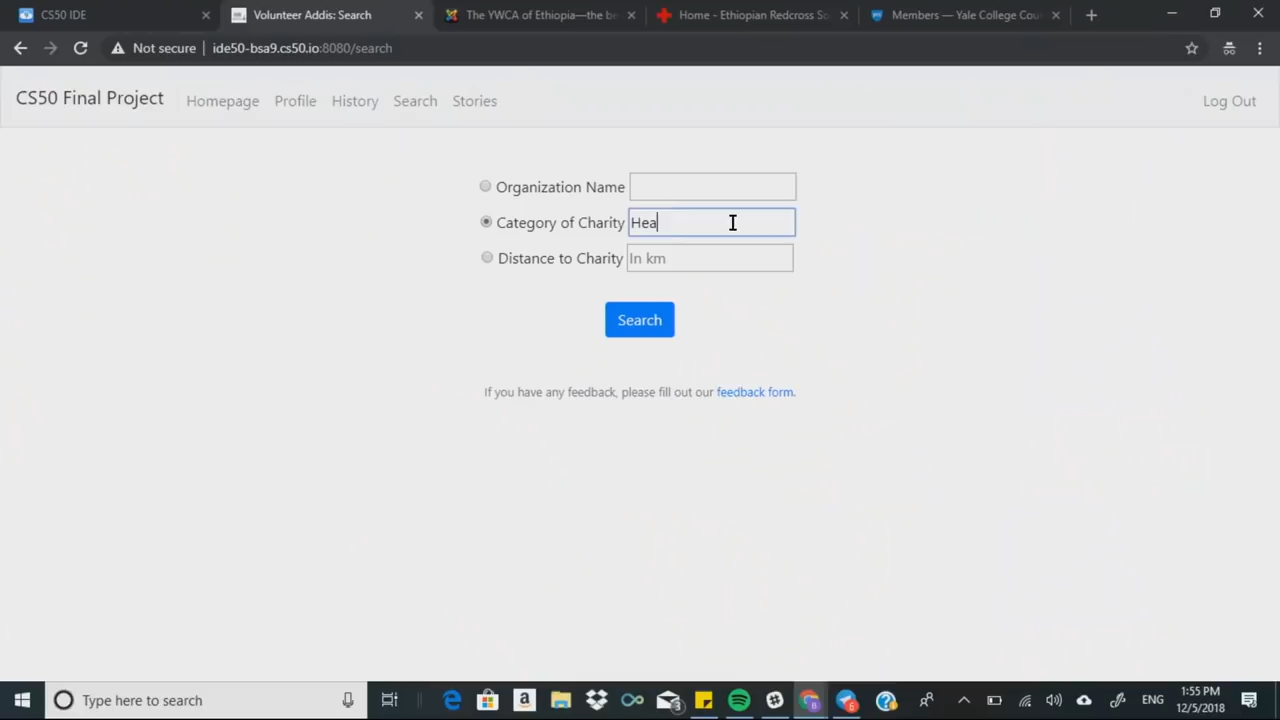 CS50 IDE
Volunteer Addis: Search
The YWCA of Ethiopia—the be
Home - Ethiopian Redcross So
Members — Yale College Cou
Not secure
ide50-bsa9.cs50.io:8080/search
CS50 Final Project
Homepage
Profile
History
Search
Stories
Log Out
Organization Name
Category of Charity
Hea
Distance to Charity
In km
Search
If you have any feedback, please fill out our feedback form.
Type here to search
3
6
ENG
1:55 PM
12/5/2018